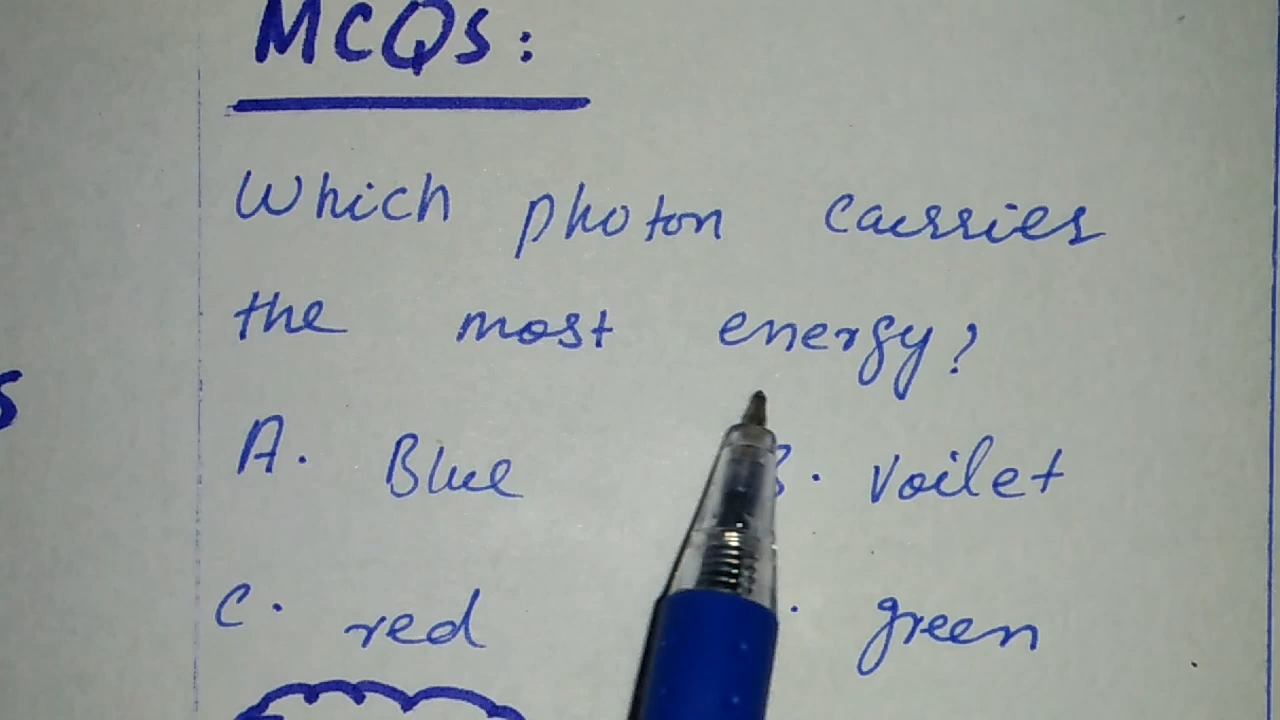 MCQs:
Which photon carries
the most energy?
A. Blue B. Voilet
C. red . green
s